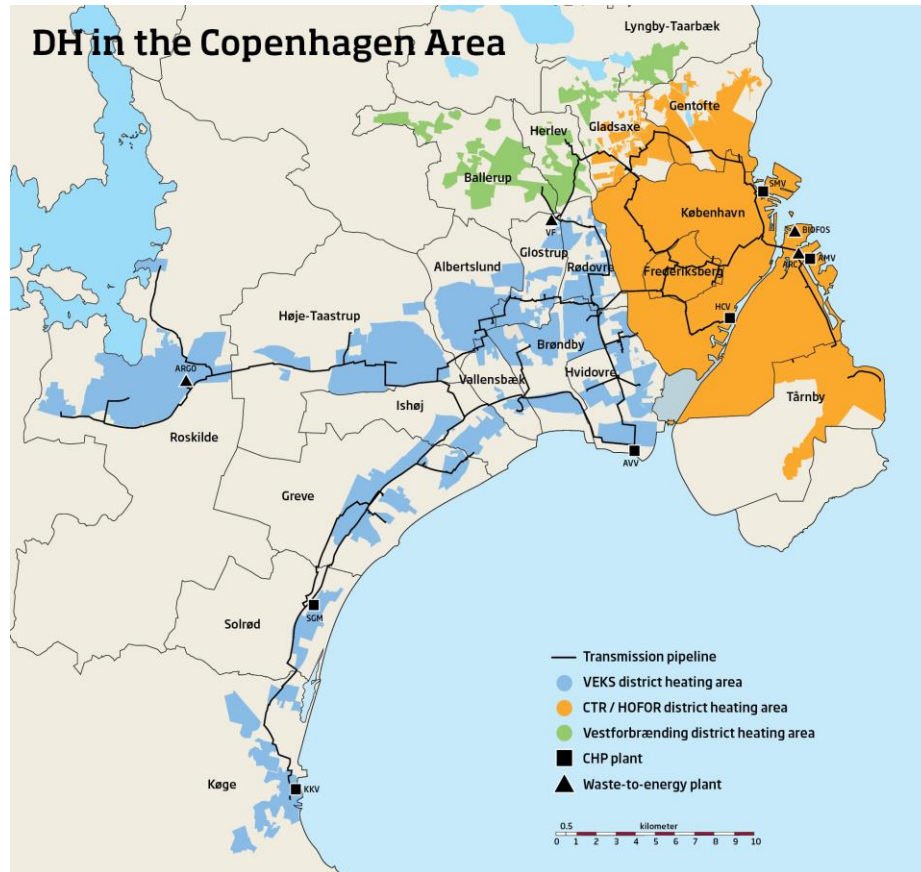 DH in the Copenhagen Area
Lyngby-Taarbæk
Gentofte
Gladsaxe
Herlev
Ballerup
SMV
København
BIOFOS
VF
Glostrup
ARC
AMV
Albertslund
Rødovre
Frederiksberg
Høje-Taastrup
HCV
Brøndby
ARGO
Vallensbæk
Hvidovre
Ishøj
Tårnby
Roskilde
AVV
Greve
SGM
Solrød
Køge
KKV
Transmission pipeline
VEKS district heating area
CTR / HOFOR district heating area
Vestforbrænding district heating area
CHP plant
Waste-to-energy plant
0.5 kilometer
0 1 2 3 4 5 6 7 8 9 10